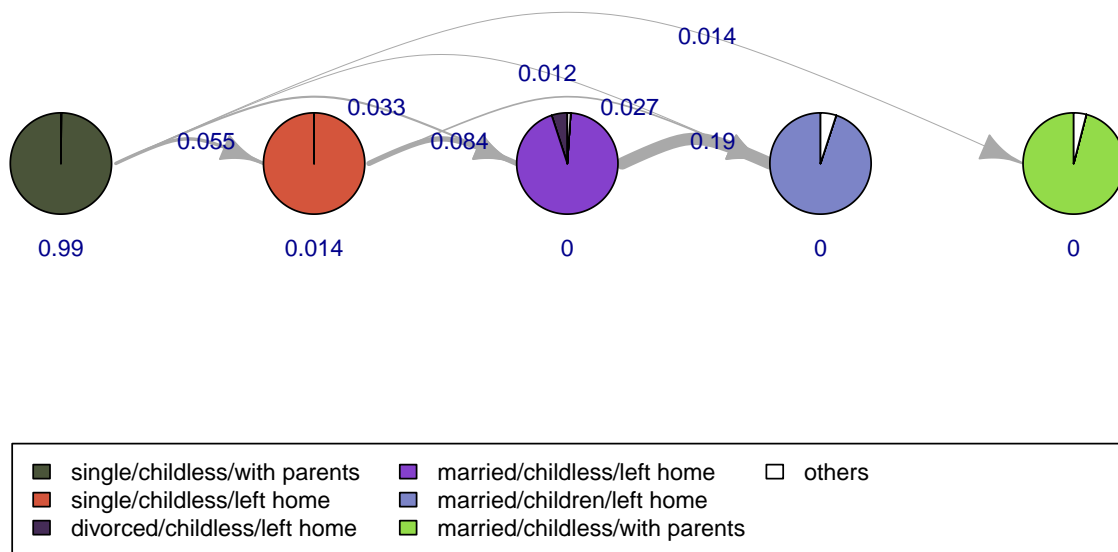 0.014
0.012
0.033 0.027
0.055 0.084 0.19
0.99 0.014 0 0 0
single/childless/with parents married/childless/left home others
single/childless/left home married/children/left home
divorced/childless/left home married/childless/with parents